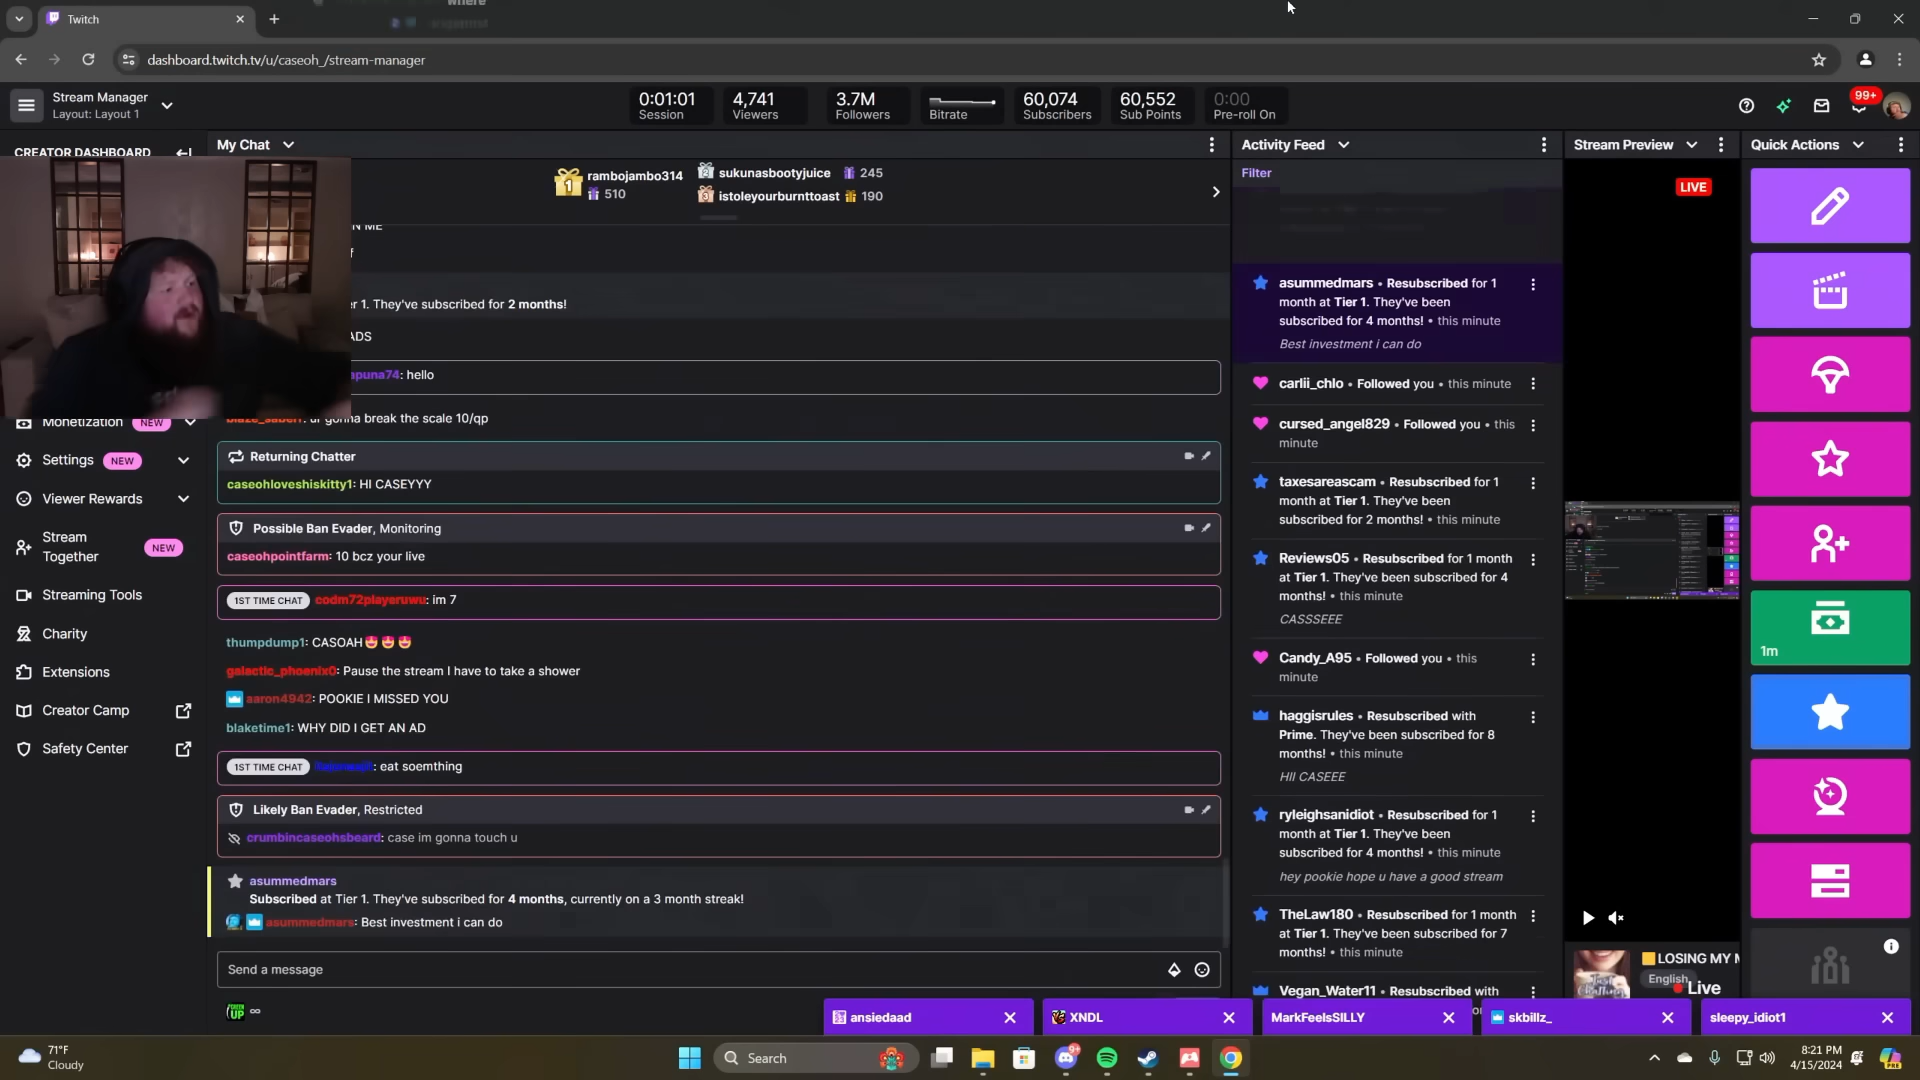 Twitch
where
dashboard.twitch.tv/u/caseoh_/stream-manager
Stream Manager
Layout: Layout 1
0:01:01
Session
4,741
Viewers
3.7M
Followers
Bitrate
60,074
Subscribers
60,552
Sub Points
0:00
Pre-roll On
99+
CREATOR DASHBOARD
Monetization NEW
Settings NEW
Viewer Rewards
Stream
Together
NEW
Streaming Tools
Charity
Extensions
Creator Camp
Safety Center
My Chat
1
rambojambo314
510
2 sukunasbootyjuice 245
3 istoleyourburnttoast 190
N ME
f
er 1. They've subscribed for 2 months!
ADS
apuna74: hello
ur gonna break the scale 10/qp
Returning Chatter
caseohloveshiskitty1: HI CASEYYY
Possible Ban Evader, Monitoring
caseohpointfarm: 10 bcz your live
1ST TIME CHAT codm72playeruwu: im 7
thumpdump1: CASOAH😍😍😍
galactic_phoenix0: Pause the stream I have to take a shower
aaron4942: POOKIE I MISSED YOU
blaketime1: WHY DID I GET AN AD
1ST TIME CHAT : eat soemthing
Likely Ban Evader, Restricted
crumbincaseohsbeard: case im gonna touch u
asummedmars
Subscribed at Tier 1. They've subscribed for 4 months, currently on a 3 month streak!
asummedmars: Best investment i can do
Send a message
∞
Activity Feed
Filter
asummedmars • Resubscribed for 1
month at Tier 1. They've been
subscribed for 4 months! • this minute
Best investment i can do
carlii_chlo • Followed you • this minute
cursed_angel829 • Followed you • this
minute
taxesareascam • Resubscribed for 1
month at Tier 1. They've been
subscribed for 2 months! • this minute
Reviews05 • Resubscribed for 1 month
at Tier 1. They've been subscribed for 4
months! • this minute
CASSSEEE
Candy_A95 • Followed you • this
minute
haggisrules • Resubscribed with
Prime. They've been subscribed for 8
months! • this minute
HII CASEEE
ryleighsanidiot • Resubscribed for 1
month at Tier 1. They've been
subscribed for 4 months! • this minute
hey pookie hope u have a good stream
TheLaw180 • Resubscribed for 1 month
at Tier 1. They've been subscribed for 7
months! • this minute
Vegan_Water11 • Resubscribed with
Stream Preview
LIVE
LOSING MY M
English
Live
Quick Actions
1m
ansiedaad
XNDL
MarkFeelsSILLY
skbillz_
sleepy_idiot1
71°F
Cloudy
Search
9+
8:21 PM
4/15/2024
PRE